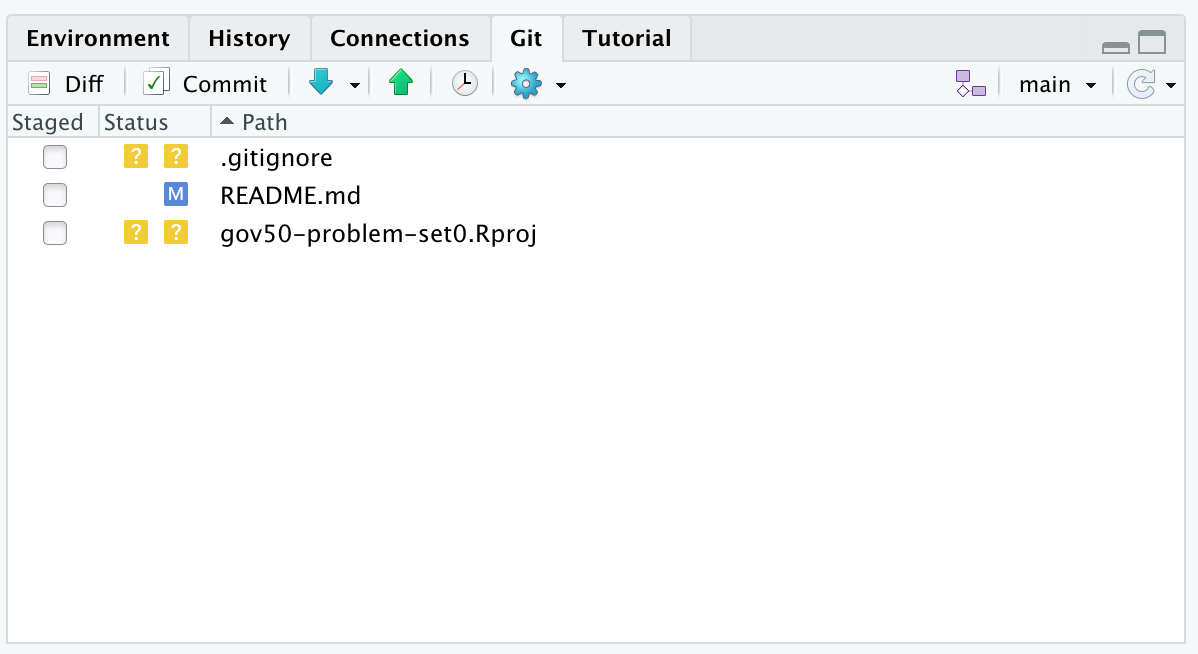 Environment History Connections Git Tutorial
Diff Commit main
Staged Status Path
? ? .gitignore
M README.md
? ? gov50-problem-set0.Rproj